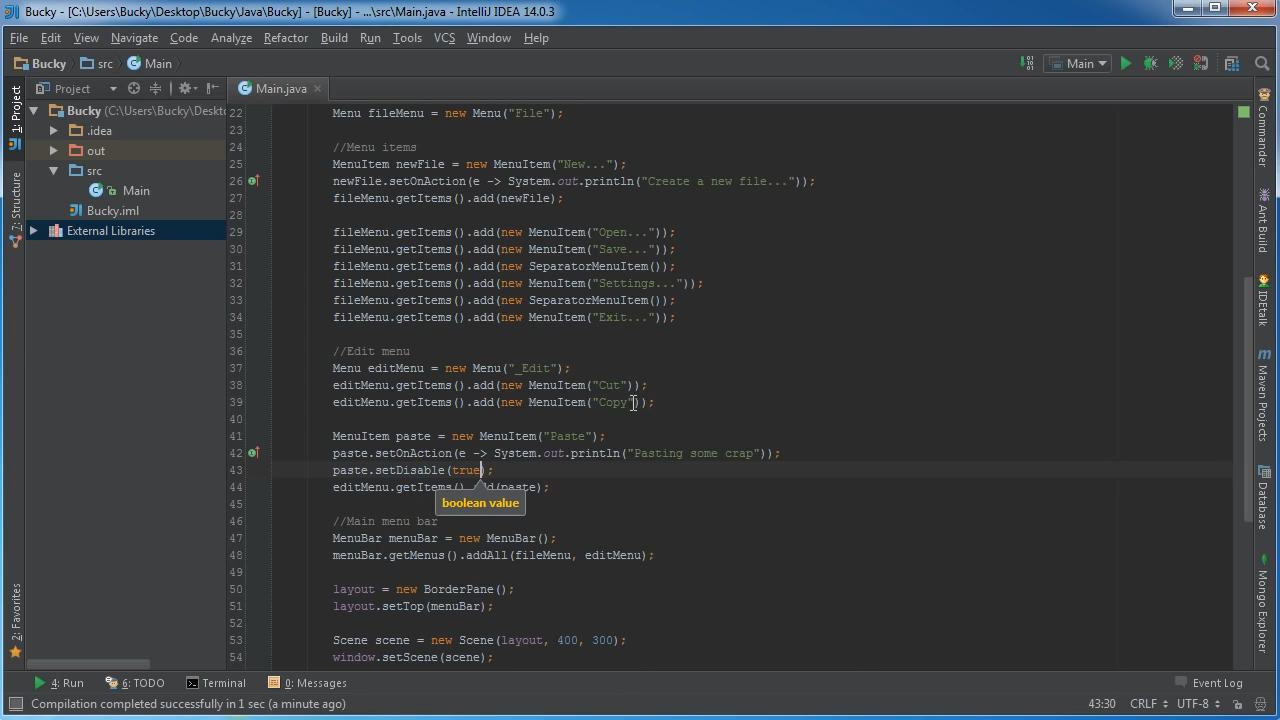 Bucky - [C:\Users\Bucky\Desktop\Bucky\Java\Bucky] - [Bucky] - ...\src\Main.java - IntelliJ IDEA 14.0.3
File Edit View Navigate Code Analyze Refactor Build Run Tools VCS Window Help
Bucky src Main
Main
Project
Main.java
1: Project
7: Structure
2: Favorites
Bucky (C:\Users\Bucky\Deskto
.idea
out
src
Main
Bucky.iml
External Libraries
22 Menu fileMenu = new Menu("File");
23
24 //Menu items
25 MenuItem newFile = new MenuItem("New...");
26 newFile.setOnAction(e -> System.out.println("Create a new file..."));
27 fileMenu.getItems().add(newFile);
28
29 fileMenu.getItems().add(new MenuItem("Open..."));
30 fileMenu.getItems().add(new MenuItem("Save..."));
31 fileMenu.getItems().add(new SeparatorMenuItem());
32 fileMenu.getItems().add(new MenuItem("Settings..."));
33 fileMenu.getItems().add(new SeparatorMenuItem());
34 fileMenu.getItems().add(new MenuItem("Exit..."));
35
36 //Edit menu
37 Menu editMenu = new Menu("_Edit");
38 editMenu.getItems().add(new MenuItem("Cut"));
39 editMenu.getItems().add(new MenuItem("Copy"));
40
41 MenuItem paste = new MenuItem("Paste");
42 paste.setOnAction(e -> System.out.println("Pasting some crap"));
43 paste.setDisable(true);
44 editMenu.getItems().add(paste);
boolean value
45
46 //Main menu bar
47 MenuBar menuBar = new MenuBar();
48 menuBar.getMenus().addAll(fileMenu, editMenu);
49
50 layout = new BorderPane();
51 layout.setTop(menuBar);
52
53 Scene scene = new Scene(layout, 400, 300);
54 window.setScene(scene);
Commander
Ant Build
IDEtalk
Maven Projects
Database
Mongo Explorer
4: Run 6: TODO Terminal 0: Messages Event Log
Compilation completed successfully in 1 sec (a minute ago) 43:30 CRLF UTF-8